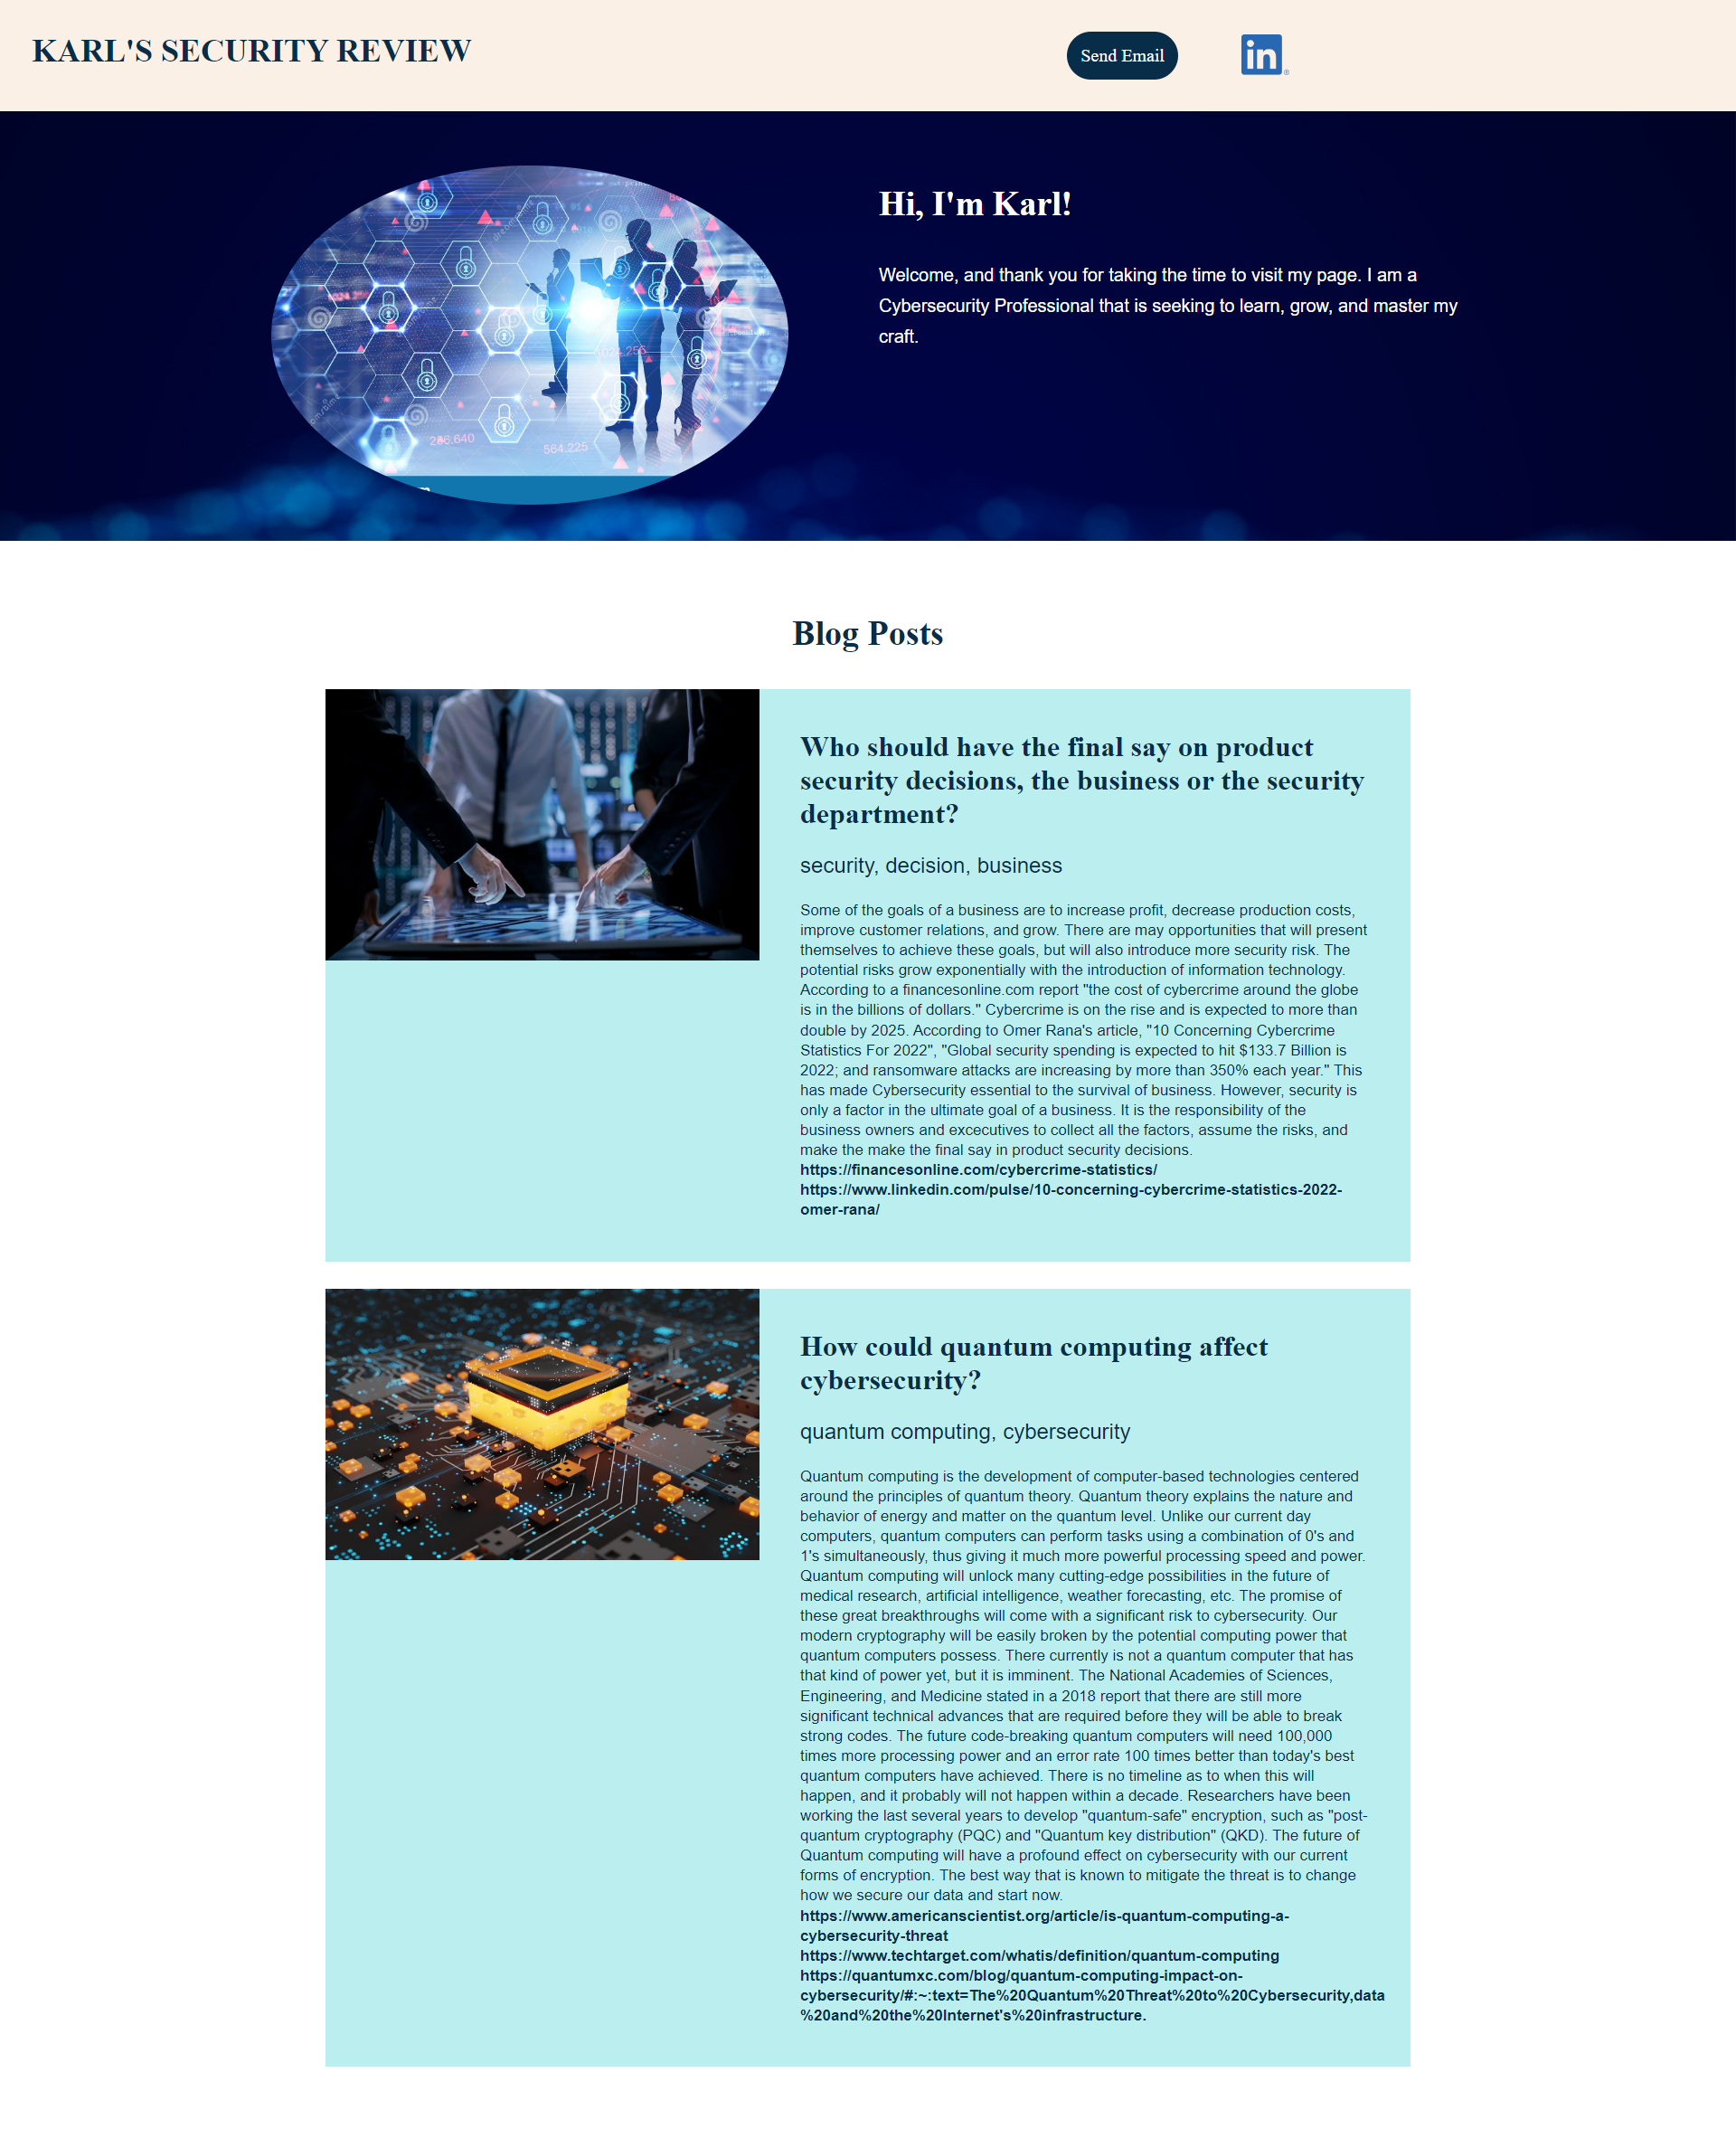 KARL'S SECURITY REVIEW
Send Email
in
Hi, I'm Karl!
Welcome, and thank you for taking the time to visit my page. I am a
Cybersecurity Professional that is seeking to learn, grow, and master my
craft.
1024.256
256.640
564.225
Blog Posts
Who should have the final say on product
security decisions, the business or the security
department?
security, decision, business
Some of the goals of a business are to increase profit, decrease production costs,
improve customer relations, and grow. There are may opportunities that will present
themselves to achieve these goals, but will also introduce more security risk. The
potential risks grow exponentially with the introduction of information technology.
According to a financesonline.com report "the cost of cybercrime around the globe
is in the billions of dollars." Cybercrime is on the rise and is expected to more than
double by 2025. According to Omer Rana's article, "10 Concerning Cybercrime
Statistics For 2022", "Global security spending is expected to hit $133.7 Billion is
2022; and ransomware attacks are increasing by more than 350% each year." This
has made Cybersecurity essential to the survival of business. However, security is
only a factor in the ultimate goal of a business. It is the responsibility of the
business owners and excecutives to collect all the factors, assume the risks, and
make the make the final say in product security decisions.
https://financesonline.com/cybercrime-statistics/
https://www.linkedin.com/pulse/10-concerning-cybercrime-statistics-2022-
omer-rana/
How could quantum computing affect
cybersecurity?
quantum computing, cybersecurity
Quantum computing is the development of computer-based technologies centered
around the principles of quantum theory. Quantum theory explains the nature and
behavior of energy and matter on the quantum level. Unlike our current day
computers, quantum computers can perform tasks using a combination of 0's and
1's simultaneously, thus giving it much more powerful processing speed and power.
Quantum computing will unlock many cutting-edge possibilities in the future of
medical research, artificial intelligence, weather forecasting, etc. The promise of
these great breakthroughs will come with a significant risk to cybersecurity. Our
modern cryptography will be easily broken by the potential computing power that
quantum computers possess. There currently is not a quantum computer that has
that kind of power yet, but it is imminent. The National Academies of Sciences,
Engineering, and Medicine stated in a 2018 report that there are still more
significant technical advances that are required before they will be able to break
strong codes. The future code-breaking quantum computers will need 100,000
times more processing power and an error rate 100 times better than today's best
quantum computers have achieved. There is no timeline as to when this will
happen, and it probably will not happen within a decade. Researchers have been
working the last several years to develop "quantum-safe" encryption, such as "post-
quantum cryptography (PQC) and "Quantum key distribution" (QKD). The future of
Quantum computing will have a profound effect on cybersecurity with our current
forms of encryption. The best way that is known to mitigate the threat is to change
how we secure our data and start now.
https://www.americanscientist.org/article/is-quantum-computing-a-
cybersecurity-threat
https://www.techtarget.com/whatis/definition/quantum-computing
https://quantumxc.com/blog/quantum-computing-impact-on-
cybersecurity/#:~:text=The%20Quantum%20Threat%20to%20Cybersecurity,data
%20and%20the%20Internet's%20infrastructure.